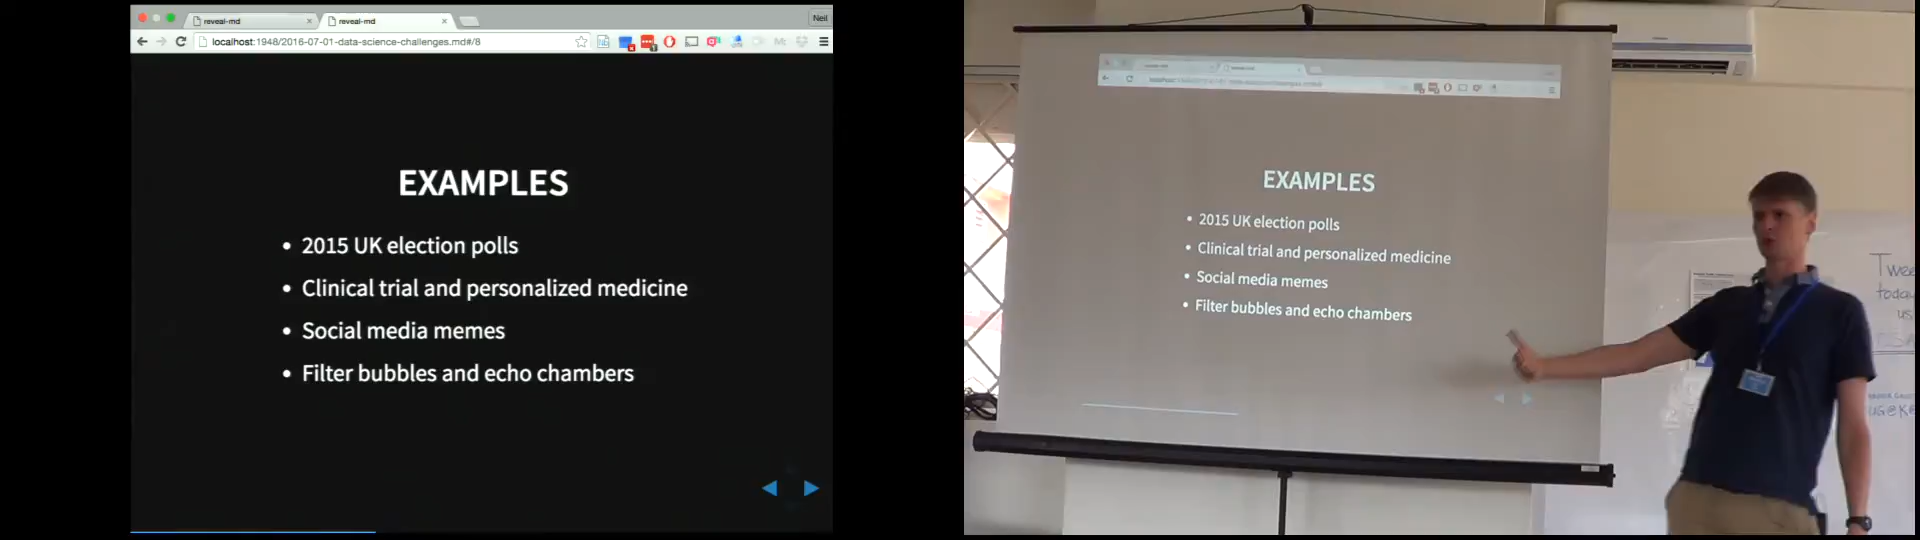 reveal-md
reveal-md
Neil
localhost:1948/2016-07-01-data-science-challenges.md#/8
EXAMPLES
• 2015 UK election polls
• Clinical trial and personalized medicine
• Social media memes
• Filter bubbles and echo chambers
EXAMPLES
• 2015 UK election polls
• Clinical trial and personalized medicine
• Social media memes
• Filter bubbles and echo chambers
today
us